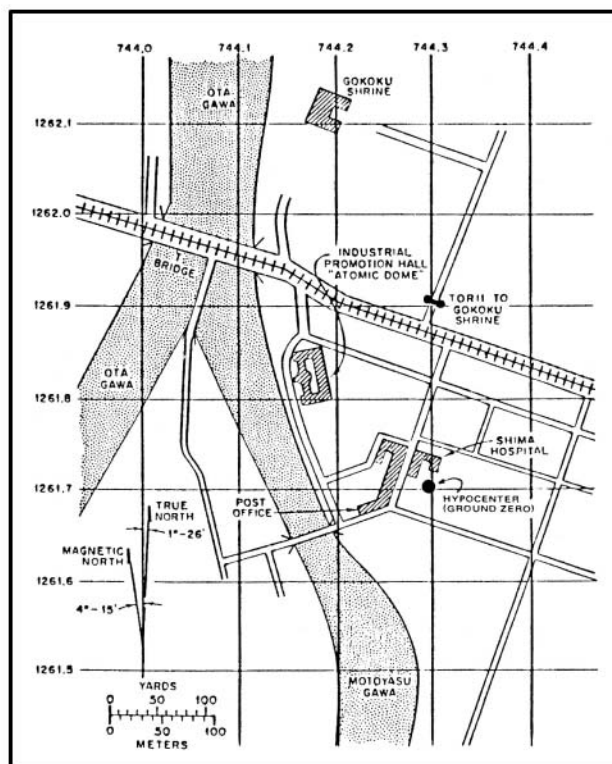 744.0 744.1 744.2 744.3 744.4
OTA
GAWA
GOKOKU
SHRINE
1262.1
1262.0
T.
BRIDGE
INDUSTRIAL
PROMOTION HALL
"ATOMIC DOME"
1261.9
TORII TO
GOKOKU
SHRINE
OTA
GAWA
1261.8
SHIMA
HOSPITAL
1261.7
POST
OFFICE
HYPOCENTER
(GROUND ZERO)
TRUE
NORTH
1°-26'
MAGNETIC
NORTH
1261.6
4°-15'
1261.5
MOTOYASU
GAWA
YARDS
100 0 100
100 0 100
METERS